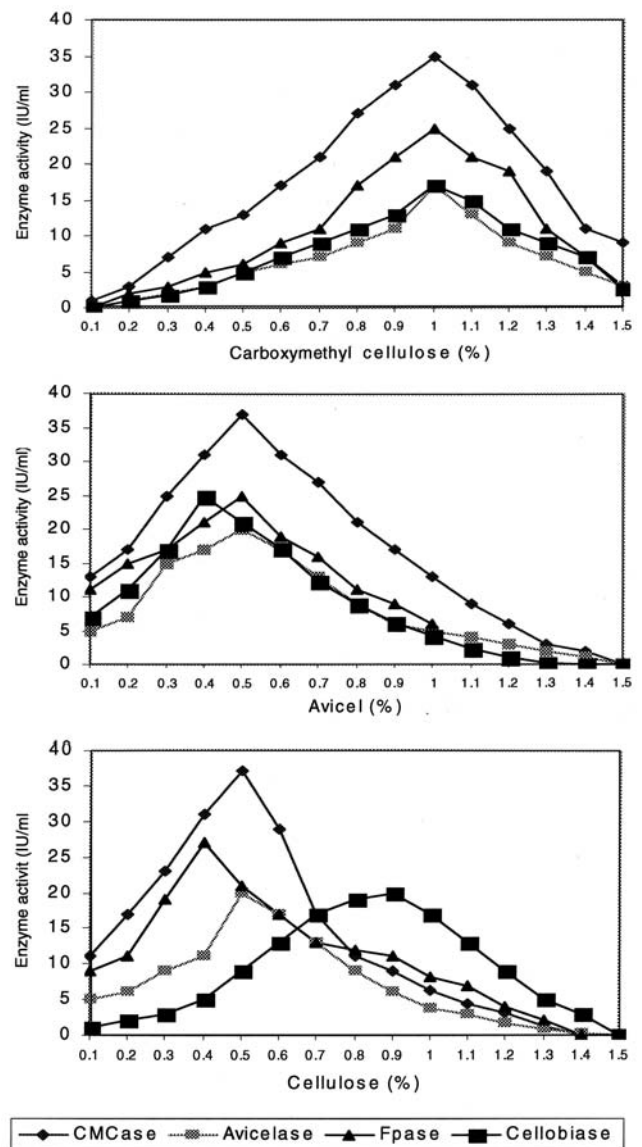 Enzyme activity (IU/ml
40
35
30
25
20
15
10
5
0
0.1 0.2 0.3 0.4 0.5 0.6 0.7 0.8 0.9 1 1.1 1.2 1.3 1.4 1.5
Carboxymethyl cellulose (%)
Enzyme activity (IU/ml)
40
35
30
25
20
15
10
5
0
0.1 0.2 0.3 0.4 0.5 0.6 0.7 0.8 0.9 1 1.1 1.2 1.3 1.4 1.5
Avicel (%)
Enzyme activit (IU/ml
40
35
30
25
20
15
10
5
0
0.1 0.2 0.3 0.4 0.5 0.6 0.7 0.8 0.9 1 1.1 1.2 1.3 1.4 1.5
Cellulose (%)
CMCase Avicelase Fpase Cellobiase